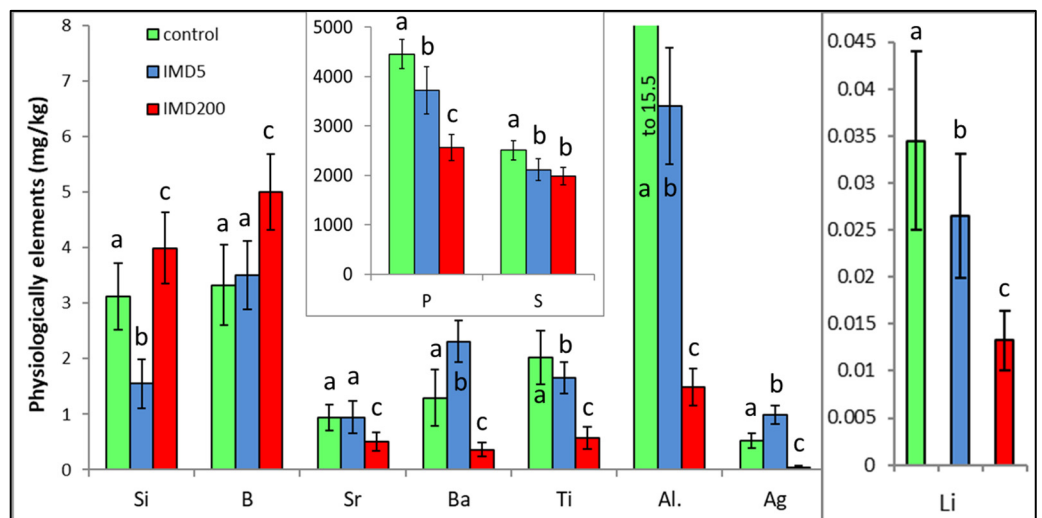 Physiologically elements (mg/kg)
8
7
6
5
4
3
2
1
0
control
IMD5
IMD200
a
b
c
a
a
c
a
a
c
a
b
c
a
b
c
to 15.5
a
b
c
a
b
c
Si
B
Sr
Ba
Ti
Al.
Ag
5000
4000
3000
2000
1000
0
a
b
c
a
b
b
P
S
0.045
0.04
0.035
0.03
0.025
0.02
0.015
0.01
0.005
0
a
b
c
Li